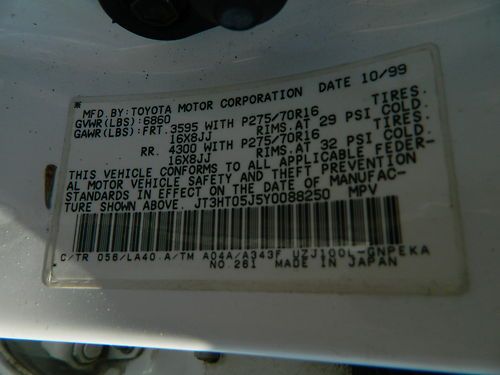 MFD.BY:TOYOTA MOTOR CORPORATION DATE 10/99
GVWR(LBS):6860
GAWR(LBS):FRT. 3595 WITH P275/70R16 TIRES.
16X8JJ RIMS.AT 29 PSI COLD.
RR. 4300 WITH P275/70R16 TIRES.
16X8JJ RIMS.AT 32 PSI COLD.
THIS VEHICLE CONFORMS TO ALL APPLICABLE FEDER-
AL MOTOR VEHICLE SAFETY AND THEFT PREVENTION
STANDARDS IN EFFECT ON THE DATE OF MANUFAC-
TURE SHOWN ABOVE. JT3HT05J5Y0088250 MPV
C/TR 056/LA40.A/TM A04A/A343F UZJ100L-GNPEKA
NO 261 MADE IN JAPAN